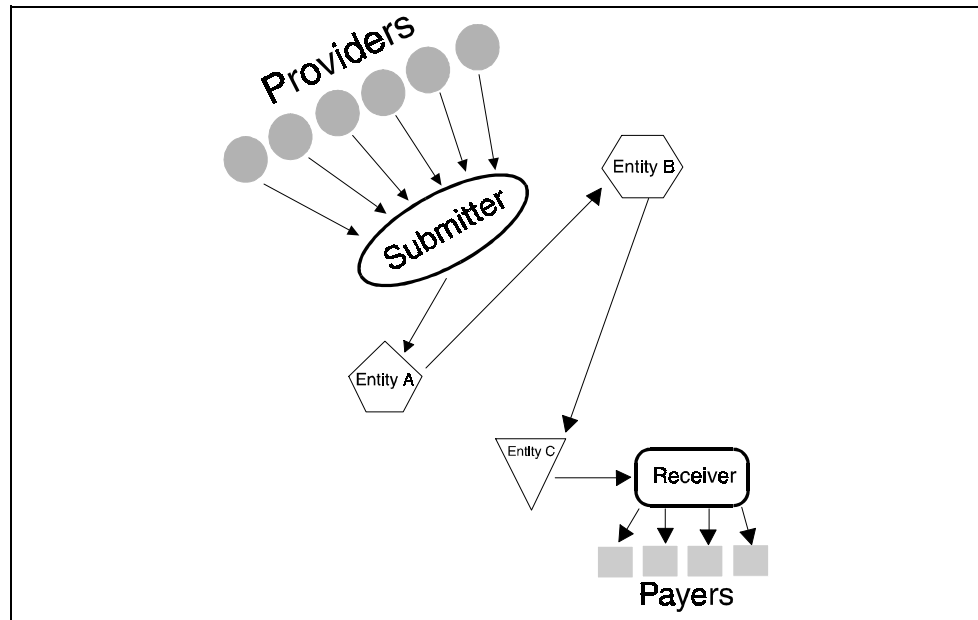 Providers
Entity B
Submitter
Entity A
Entity C
Receiver
Payers